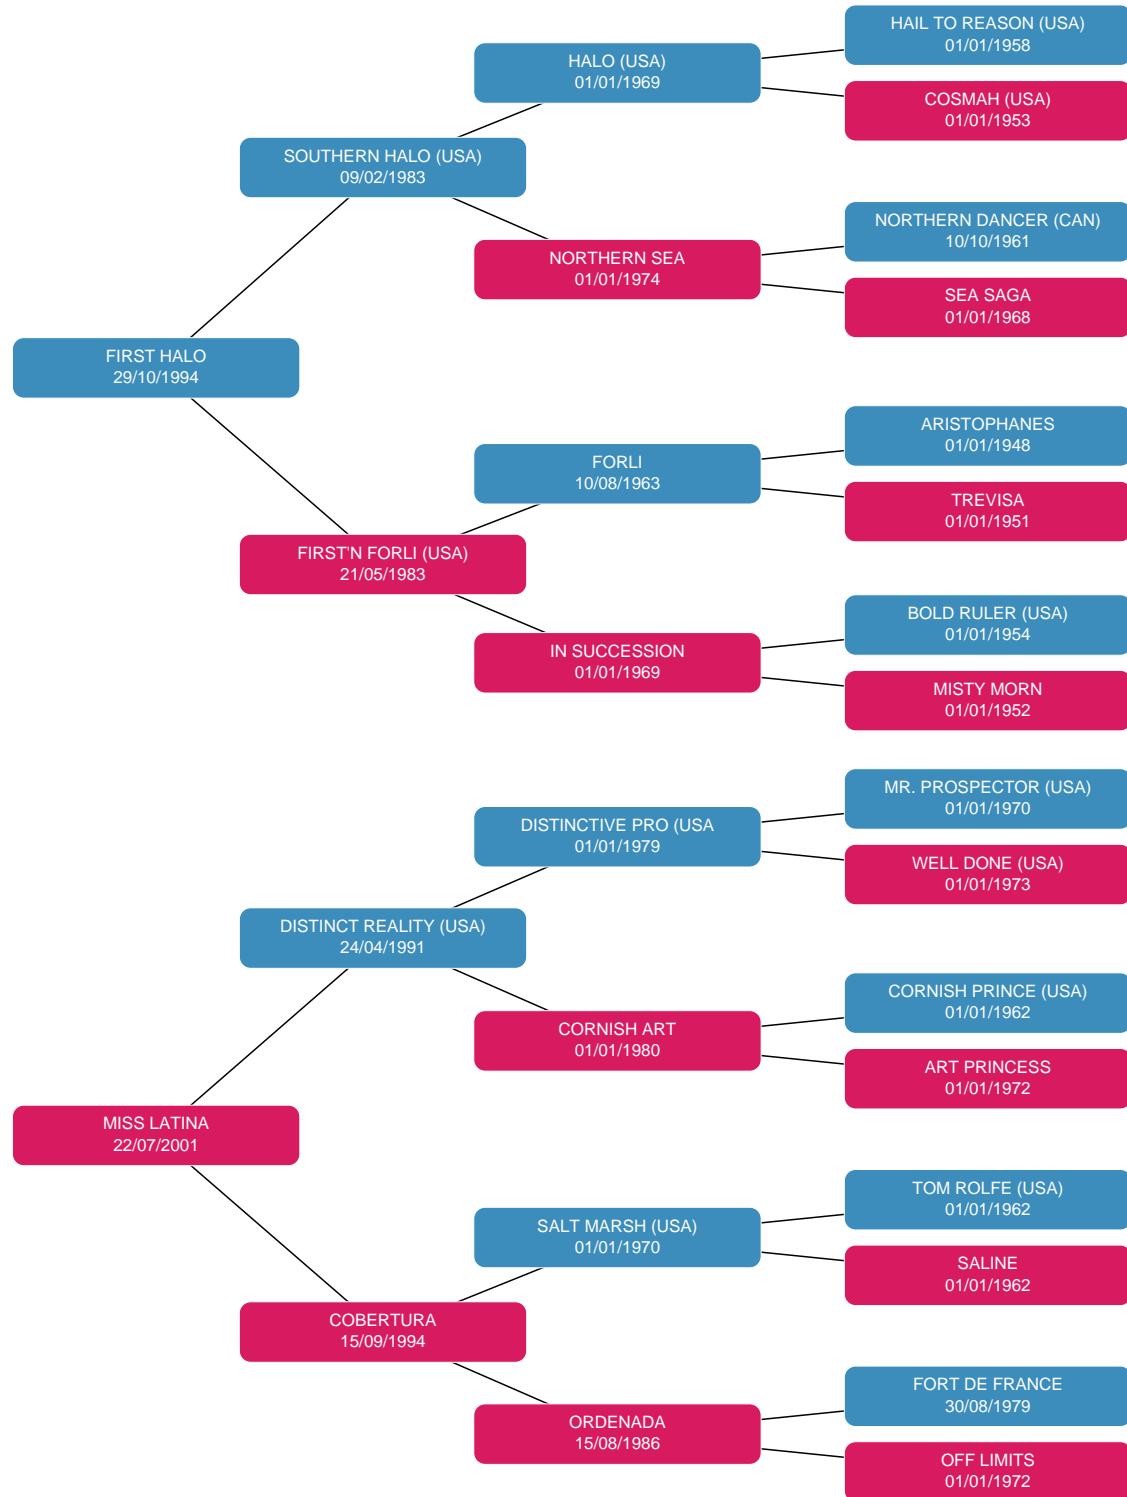 HAIL TO REASON (USA)
01/01/1958
HALO (USA)
01/01/1969
COSMAH (USA)
01/01/1953
SOUTHERN HALO (USA)
09/02/1983
NORTHERN DANCER (CAN)
10/10/1961
NORTHERN SEA
01/01/1974
SEA SAGA
01/01/1968
FIRST HALO
29/10/1994
ARISTOPHANES
01/01/1948
FORLI
10/08/1963
TREVISA
01/01/1951
FIRST'N FORLI (USA)
21/05/1983
BOLD RULER (USA)
01/01/1954
IN SUCCESSION
01/01/1969
MISTY MORN
01/01/1952
MR. PROSPECTOR (USA)
01/01/1970
DISTINCTIVE PRO (USA
01/01/1979
WELL DONE (USA)
01/01/1973
DISTINCT REALITY (USA)
24/04/1991
CORNISH PRINCE (USA)
01/01/1962
CORNISH ART
01/01/1980
ART PRINCESS
01/01/1972
MISS LATINA
22/07/2001
TOM ROLFE (USA)
01/01/1962
SALT MARSH (USA)
01/01/1970
SALINE
01/01/1962
COBERTURA
15/09/1994
FORT DE FRANCE
30/08/1979
ORDENADA
15/08/1986
OFF LIMITS
01/01/1972